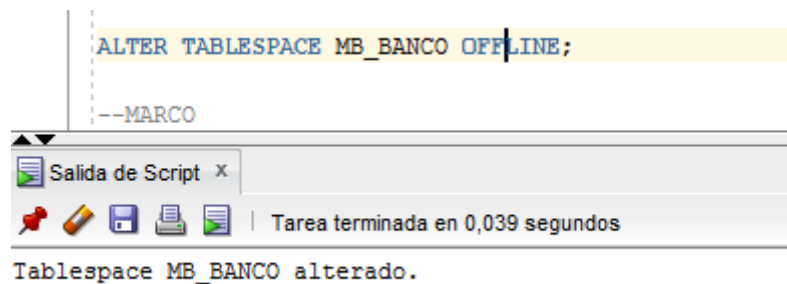 ALTER TABLESPACE MB_BANCO OFFLINE;
--MARCO
Salida de Script x
Tarea terminada en 0,039 segundos
Tablespace MB_BANCO alterado.